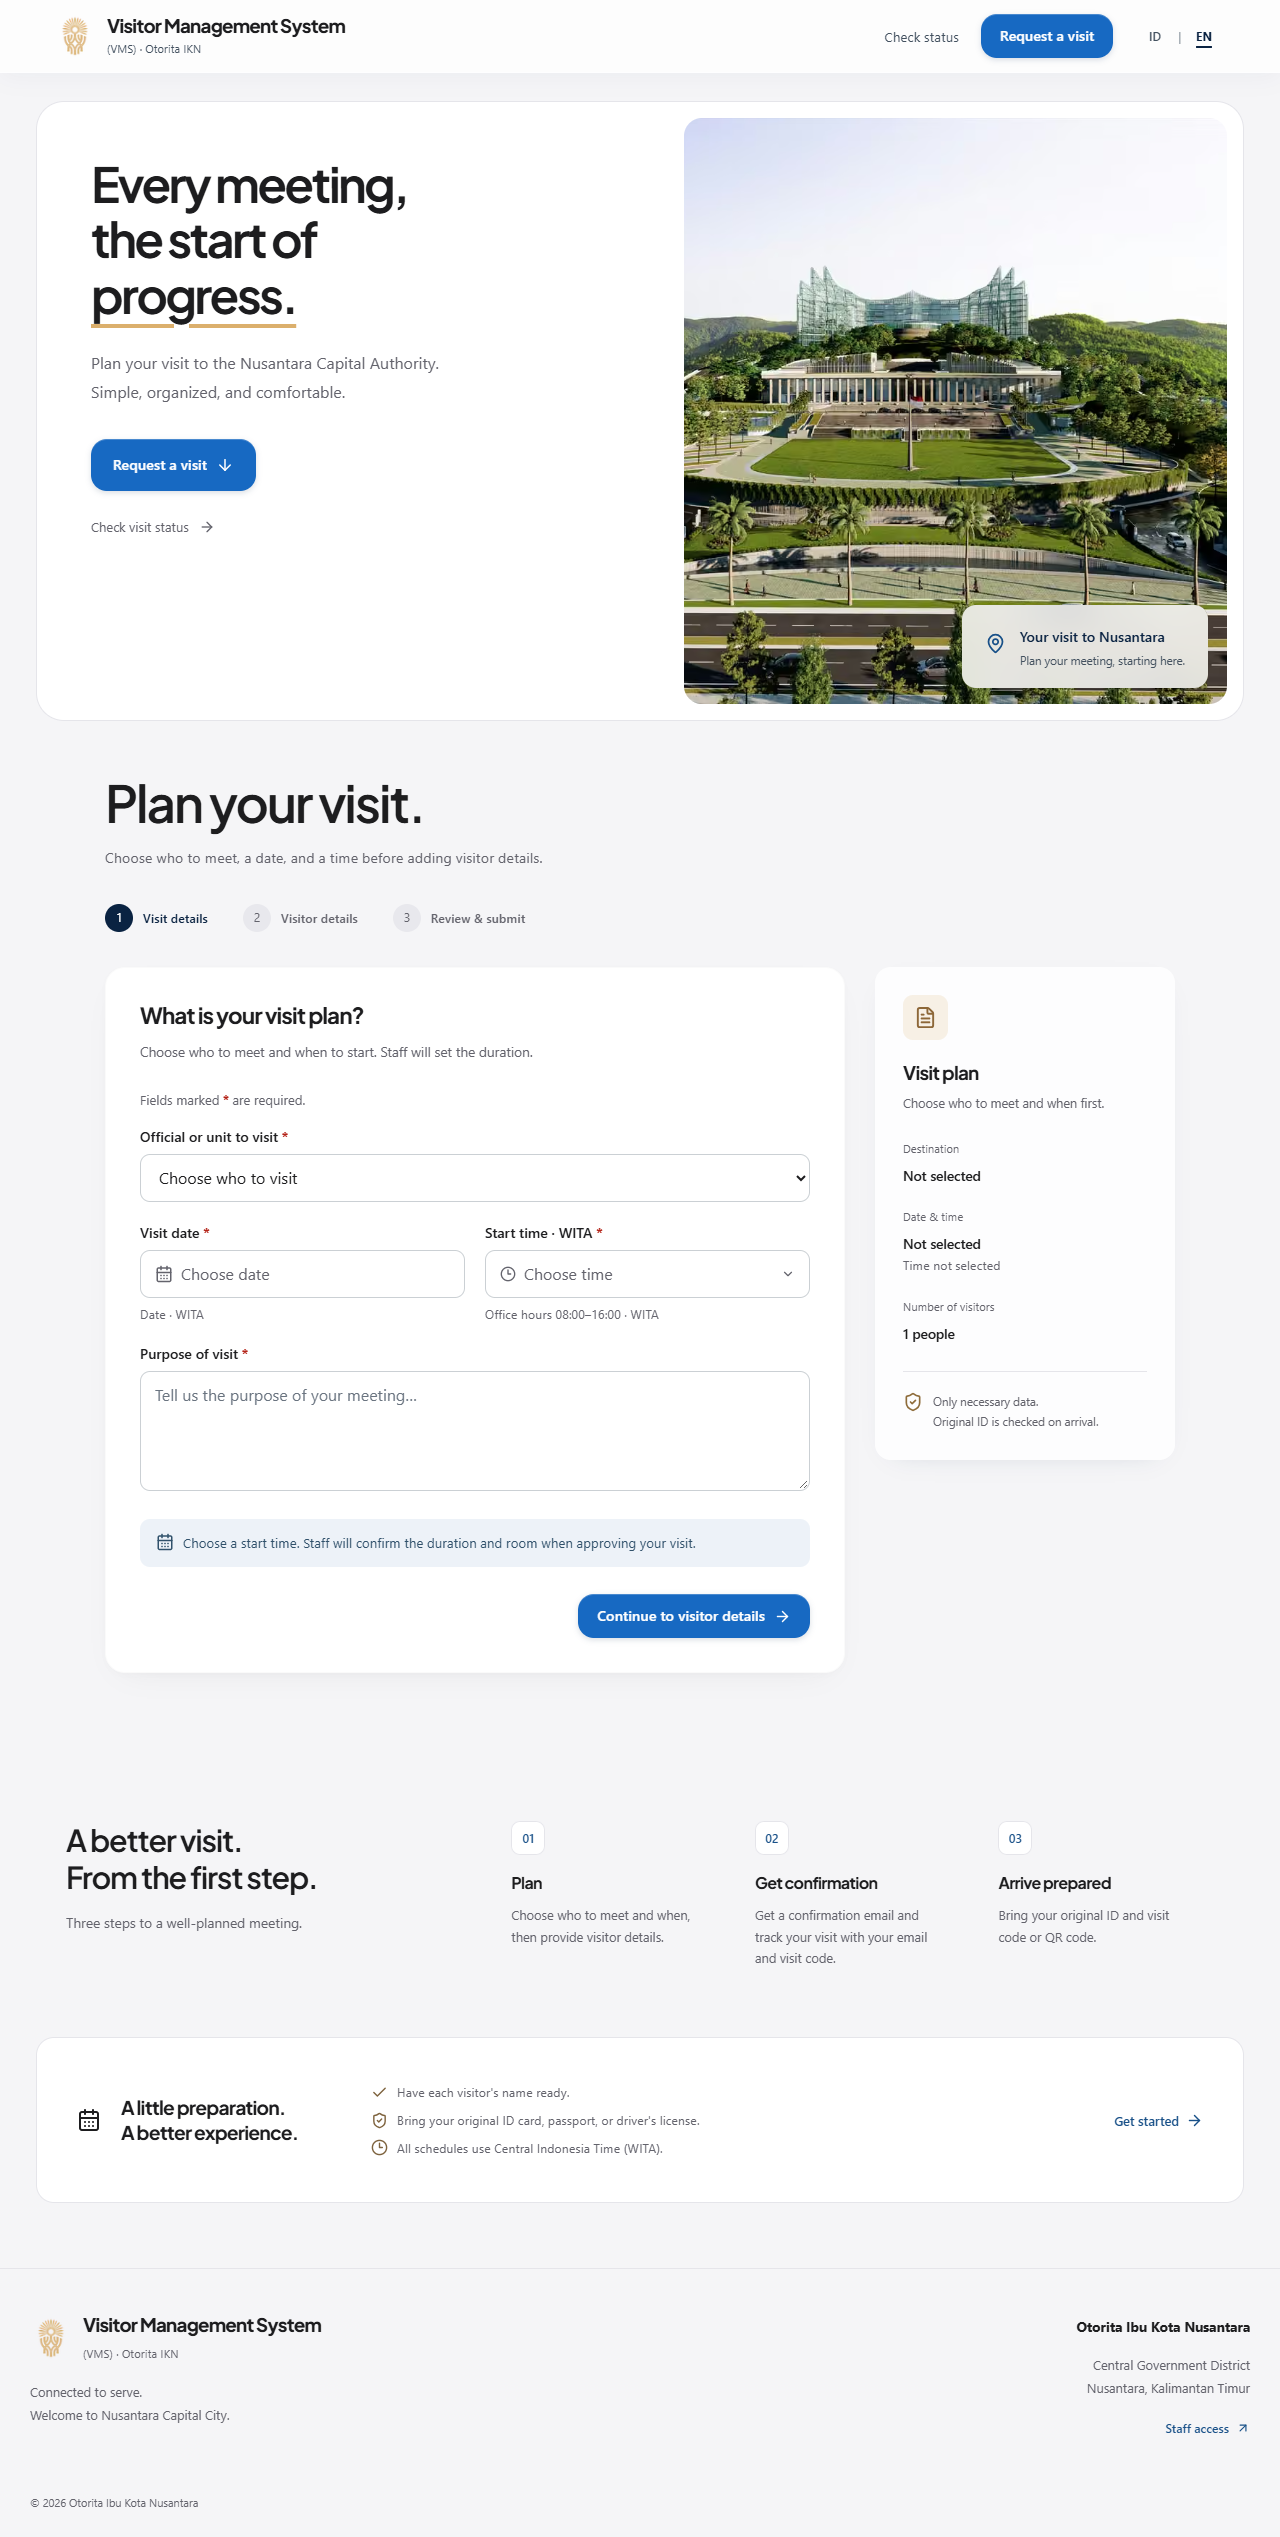 Visitor Management System
(VMS) · Otorita IKN
Check status
Request a visit
ID | EN
Every meeting,
the start of
progress.
Plan your visit to the Nusantara Capital Authority.
Simple, organized, and comfortable.
Request a visit
Check visit status
Your visit to Nusantara
Plan your meeting, starting here.
Plan your visit.
Choose who to meet, a date, and a time before adding visitor details.
1 Visit details
2 Visitor details
3 Review & submit
What is your visit plan?
Choose who to meet and when to start. Staff will set the duration.
Fields marked * are required.
Official or unit to visit *
Choose who to visit
Visit date *
Choose date
Date · WITA
Start time · WITA *
Choose time
Office hours 08:00–16:00 · WITA
Purpose of visit *
Tell us the purpose of your meeting...
Choose a start time. Staff will confirm the duration and room when approving your visit.
Continue to visitor details
Visit plan
Choose who to meet and when first.
Destination
Not selected
Date & time
Not selected
Time not selected
Number of visitors
1 people
Only necessary data.
Original ID is checked on arrival.
A better visit.
From the first step.
Three steps to a well-planned meeting.
01
Plan
Choose who to meet and when,
then provide visitor details.
02
Get confirmation
Get a confirmation email and
track your visit with your email
and visit code.
03
Arrive prepared
Bring your original ID and visit
code or QR code.
A little preparation.
A better experience.
Have each visitor's name ready.
Bring your original ID card, passport, or driver's license.
All schedules use Central Indonesia Time (WITA).
Get started
Visitor Management System
(VMS) · Otorita IKN
Connected to serve.
Welcome to Nusantara Capital City.
Otorita Ibu Kota Nusantara
Central Government District
Nusantara, Kalimantan Timur
Staff access
© 2026 Otorita Ibu Kota Nusantara